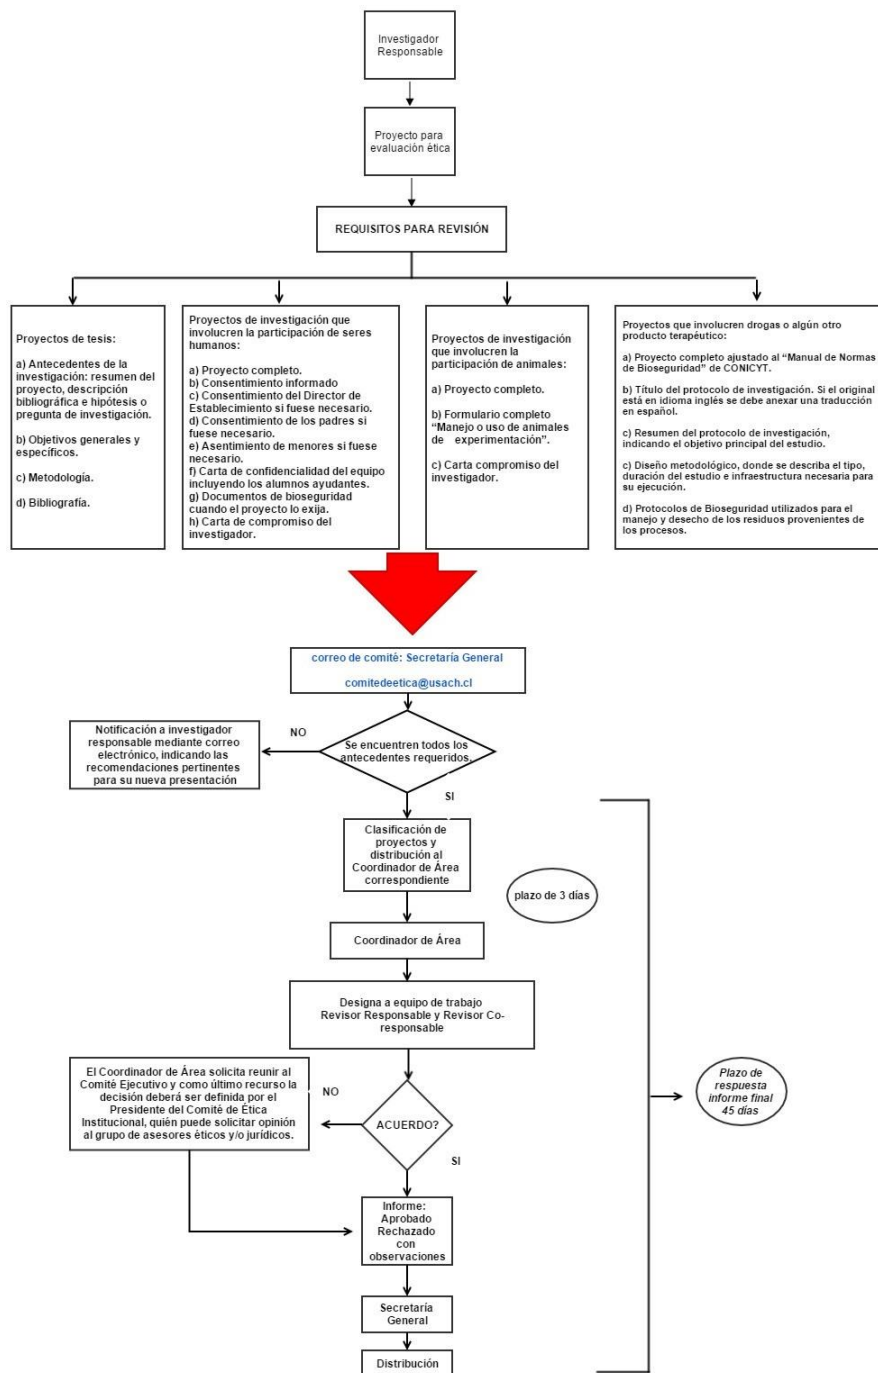 Investigador
Responsable
Proyecto para
evaluación ética
REQUISITOS PARA REVISIÓN
Proyectos de tesis:
a) Antecedentes de la
investigación: resumen del
proyecto, descripción
bibliográfica e hipótesis o
pregunta de investigación.
b) Objetivos generales y
específicos.
c) Metodología.
d) Bibliografía.
Proyectos de investigación que
involucren la participación de seres
humanos:
a) Proyecto completo.
b) Consentimiento informado
c) Consentimiento del Director de
Establecimiento si fuese necesario.
d) Consentimiento de los padres si
fuese necesario.
e) Asentimiento de menores si fuese
necesario.
f) Carta de confidencialidad del equipo
incluyendo los alumnos ayudantes.
g) Documentos de bioseguridad
cuando el proyecto lo exija.
h) Carta de compromiso del
investigador.
Proyectos de investigación
que involucren la
participación de animales:
a) Proyecto completo.
b) Formulario completo
“Manejo o uso de animales
de experimentación”.
c) Carta compromiso del
investigador.
Proyectos que involucren drogas o algún otro
producto terapéutico:
a) Proyecto completo ajustado al “Manual de Normas
de Bioseguridad” de CONICYT.
b) Título del protocolo de investigación. Si el original
está en idioma inglés se debe anexar una traducción
en español.
c) Resumen del protocolo de investigación,
indicando el objetivo principal del estudio.
c) Diseño metodológico, donde se describa el tipo,
duración del estudio e infraestructura necesaria para
su ejecución.
d) Protocolos de Bioseguridad utilizados para el
manejo y desecho de los residuos provenientes de
los procesos.
correo de comité: Secretaría General
comitedeetica@usach.cl
Se encuentren todos los
antecedentes requeridos.
NO
Notificación a investigador
responsable mediante correo
electrónico, indicando las
recomendaciones pertinentes
para su nueva presentación
SI
Clasificación de
proyectos y
distribución al
Coordinador de Área
correspondiente
plazo de 3 días
Coordinador de Área
Designa a equipo de trabajo
Revisor Responsable y Revisor Co-
responsable
ACUERDO?
NO
El Coordinador de Área solicita reunir al
Comité Ejecutivo y como último recurso la
decisión deberá ser definida por el
Presidente del Comité de Ética
Institucional, quién puede solicitar opinión
al grupo de asesores éticos y/o jurídicos.
Plazo de
respuesta
informe final
45 días
SI
Informe:
Aprobado
Rechazado
con
observaciones
Secretaría
General
Distribución